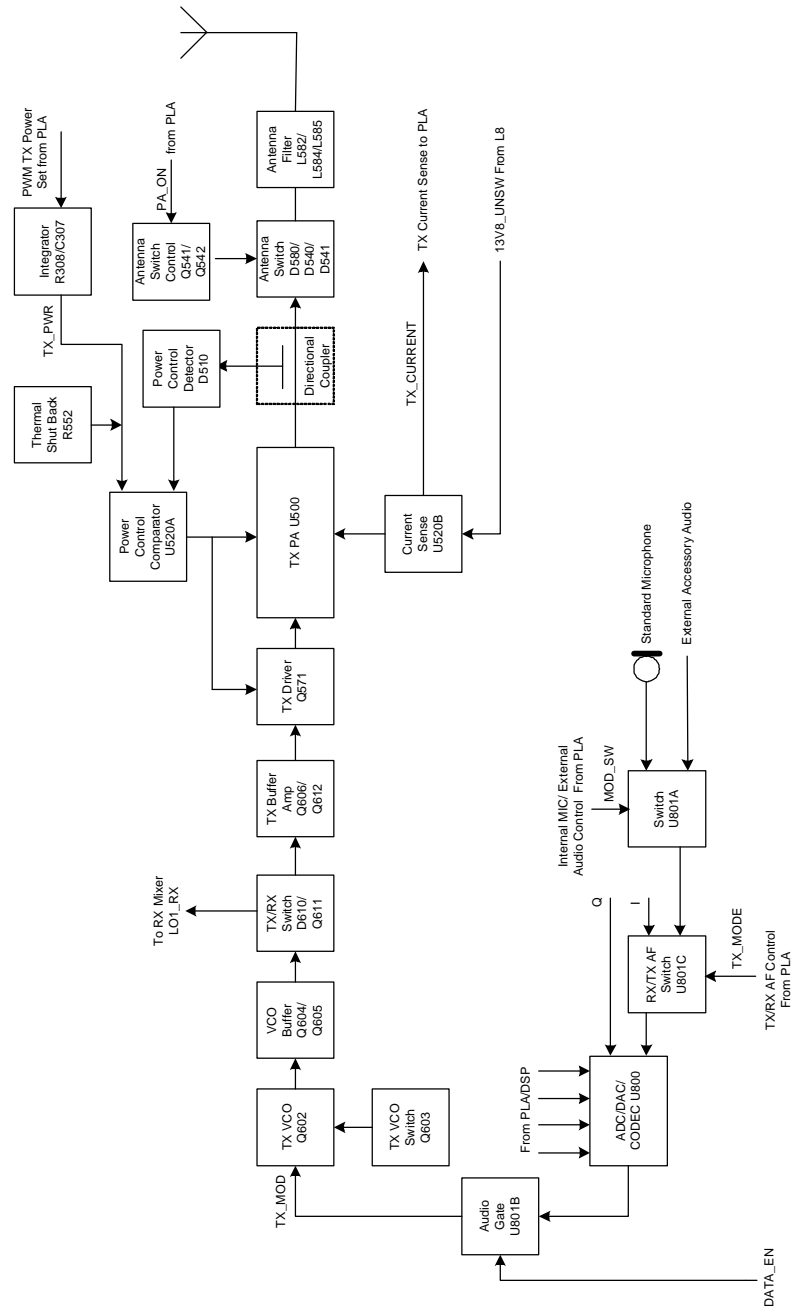 PWM TX Power
Set from PLA
Integrator
R308/C307
TX_PWR
Thermal
Shut Back
R552
PA_ON
from PLA
Antenna
Switch
Control
Q541/
Q542
Antenna
Filter
L582/
L584/L585
Antenna
Switch
D580/
D540/
D541
Power
Control
Detector
D510
Directional
Coupler
Power
Control
Comparator
U520A
TX PA U500
TX Current Sense to PLA
TX_CURRENT
Current
Sense
U520B
13V8_UNSW From L8
TX Driver
Q571
TX Buffer
Amp
Q606/
Q612
To RX Mixer
LO1_RX
TX/RX
Switch
D610/
Q611
VCO
Buffer
Q604/
Q605
TX VCO
Q602
TX VCO
Switch
Q603
TX_MOD
Standard Microphone
External Accessory Audio
Internal MIC/ External
Audio Control  From PLA
MOD_SW
Switch
U801A
Q
I
RX/TX AF
Switch
U801C
TX_MODE
TX/RX AF Control
From PLA
From PLA/DSP
ADC/DAC/
CODEC U800
Audio
Gate
U801B
DATA_EN